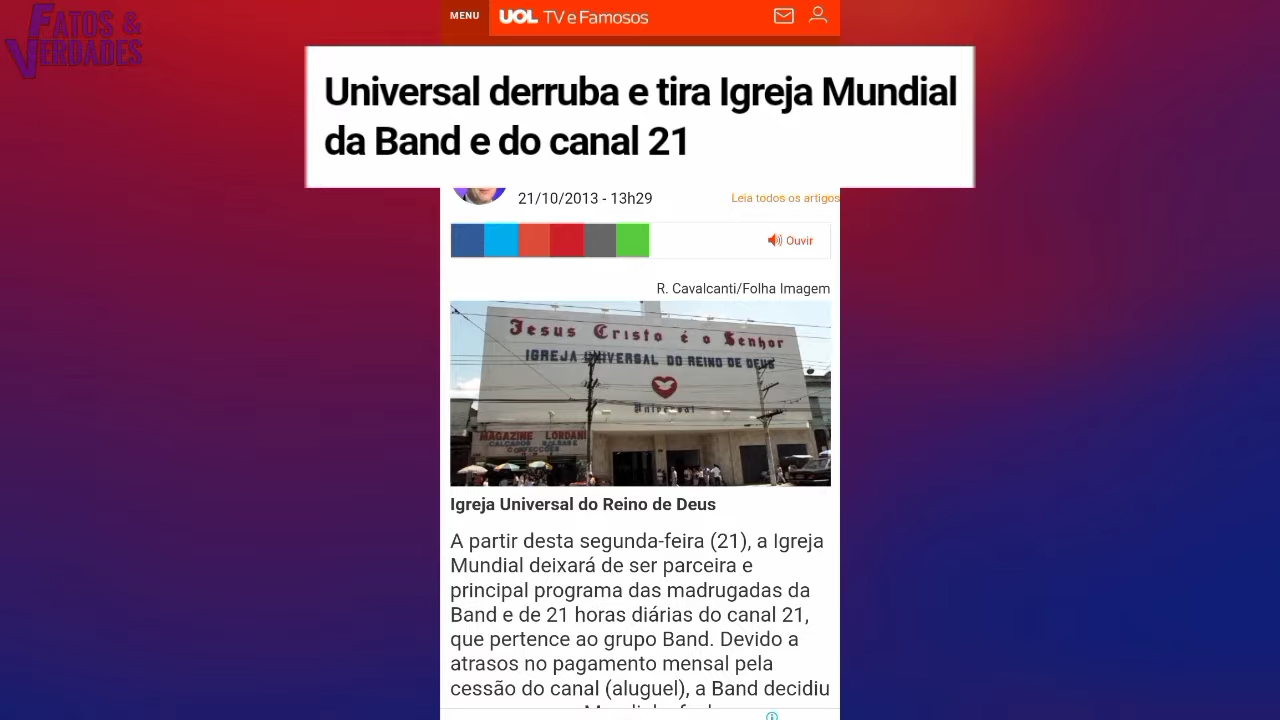 FATOS &
VERDADES
MENU
UOL TV e Famosos
Universal derruba e tira Igreja Mundial
da Band e do canal 21
21/10/2013 - 13h29
Leia todos os artigos
Ouvir
R. Cavalcanti/Folha Imagem
Jesus Cristo é o Senhor
IGREJA UNIVERSAL DO REINO DE DEUS
Universal
MAGAZINE LORDANI
CALCADOS
CONFECCOES
Igreja Universal do Reino de Deus
A partir desta segunda-feira (21), a Igreja
Mundial deixará de ser parceira e
principal programa das madrugadas da
Band e de 21 horas diárias do canal 21,
que pertence ao grupo Band. Devido a
atrasos no pagamento mensal pela
cessão do canal (aluguel), a Band decidiu